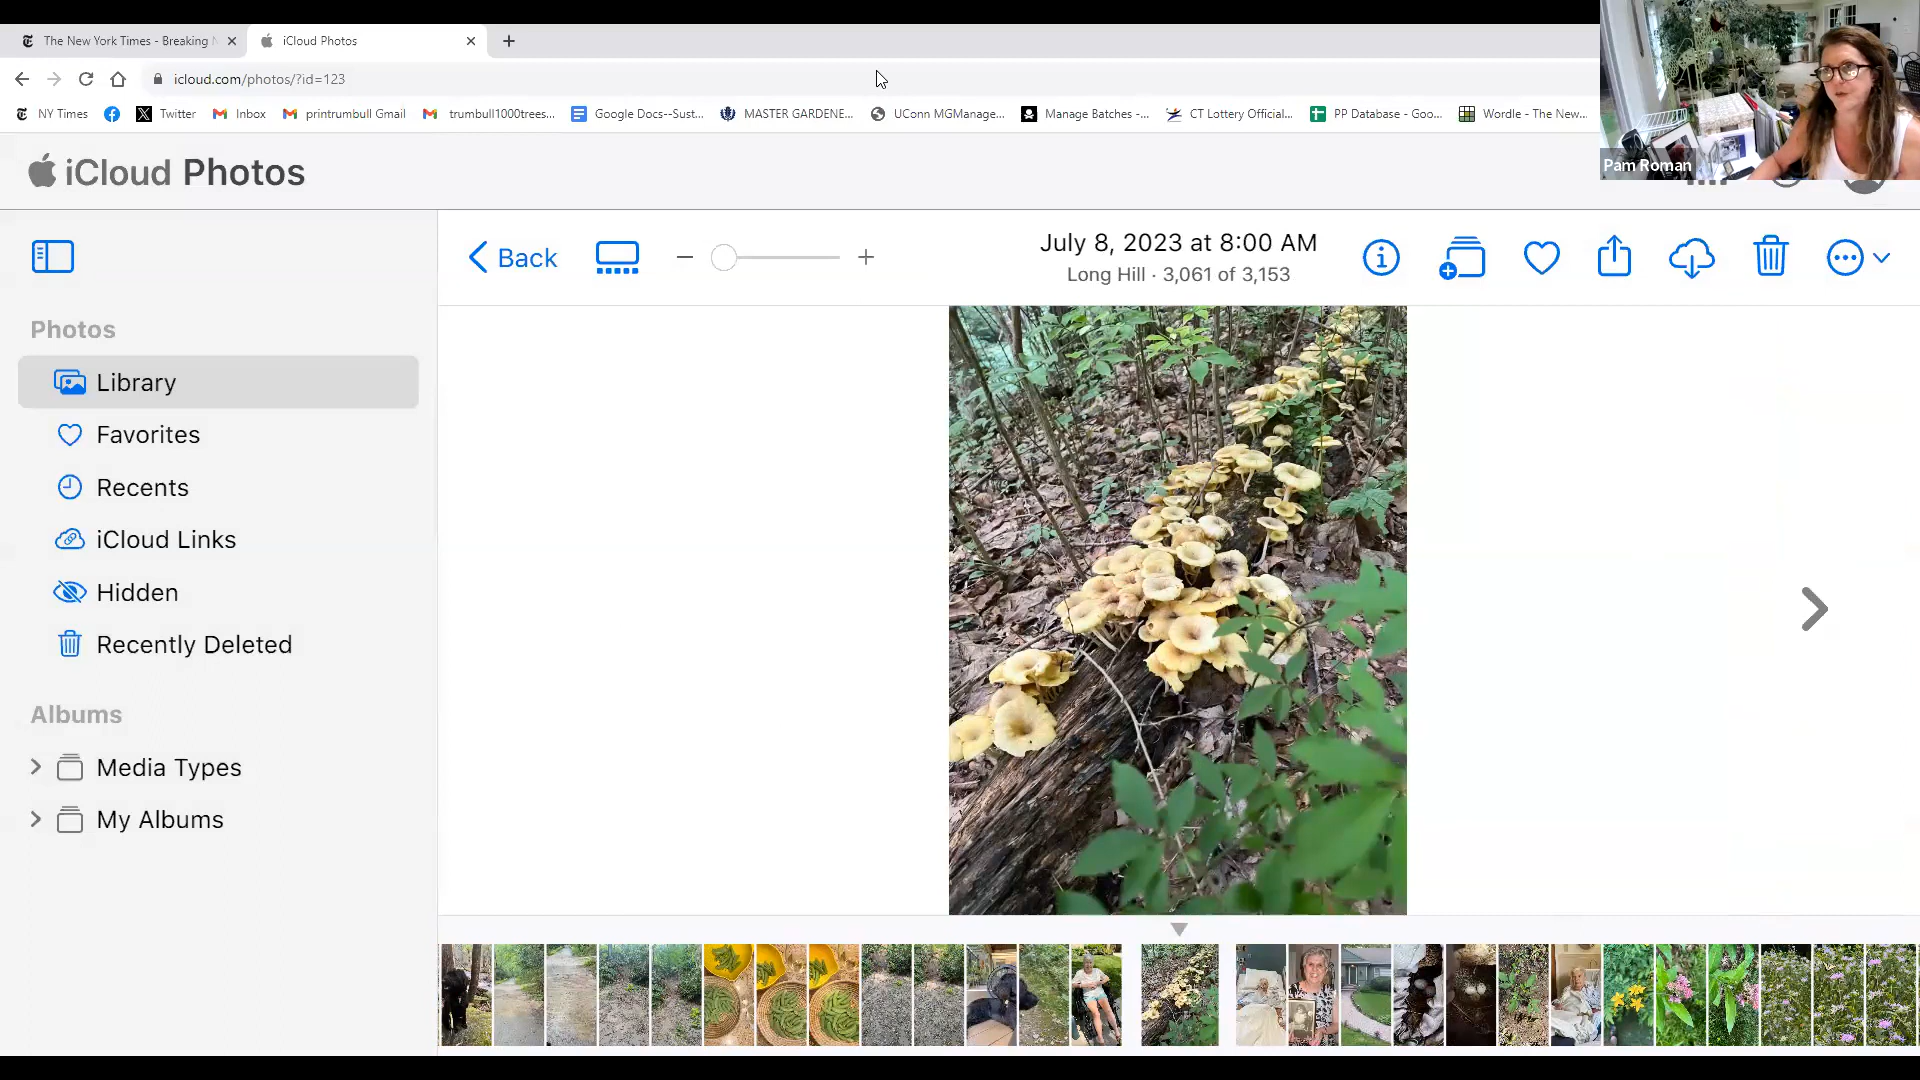 The New York Times - Breaking N
iCloud Photos
icloud.com/photos/?id=123
NY Times
Twitter
Inbox
printrumbull Gmail
trumbull1000trees...
Google Docs--Sust...
MASTER GARDENE...
UConn MGManage...
Manage Batches -...
CT Lottery Official...
PP Database - Goo...
Wordle - The New...
Pam Roman
iCloud Photos
Back
July 8, 2023 at 8:00 AM
Long Hill · 3,061 of 3,153
Photos
Library
Favorites
Recents
iCloud Links
Hidden
Recently Deleted
Albums
Media Types
My Albums